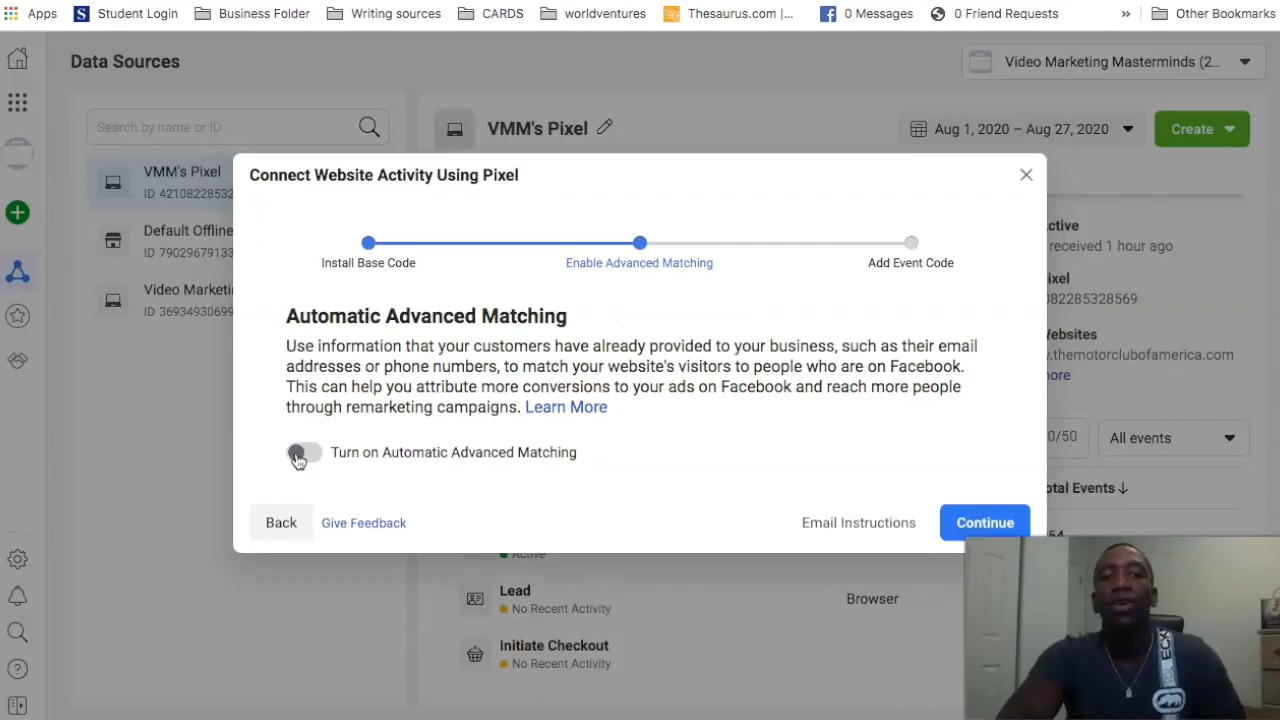 Apps
Student Login
Business Folder
Writing sources
CARDS
worldventures
Thesaurus.com |...
0 Messages
0 Friend Requests
»
Other Bookmarks
Data Sources
Video Marketing Masterminds (2...
Search by name or ID
VMM's Pixel
Aug 1, 2020 – Aug 27, 2020
Create
VMM's Pixel
ID 42108228532
Default Offline
ID 79029679133
Video Marketi
ID 36934930699
Connect Website Activity Using Pixel
Install Base Code
Enable Advanced Matching
Add Event Code
Automatic Advanced Matching
Use information that your customers have already provided to your business, such as their email
addresses or phone numbers, to match your website's visitors to people who are on Facebook.
This can help you attribute more conversions to your ads on Facebook and reach more people
through remarketing campaigns. Learn More
Turn on Automatic Advanced Matching
Back
Give Feedback
Email Instructions
Continue
ctive
received 1 hour ago
ixel
082285328569
Websites
w.themotorclubofamerica.com
ore
0/50
All events
otal Events↓
54
Active
Lead
No Recent Activity
Browser
Initiate Checkout
No Recent Activity